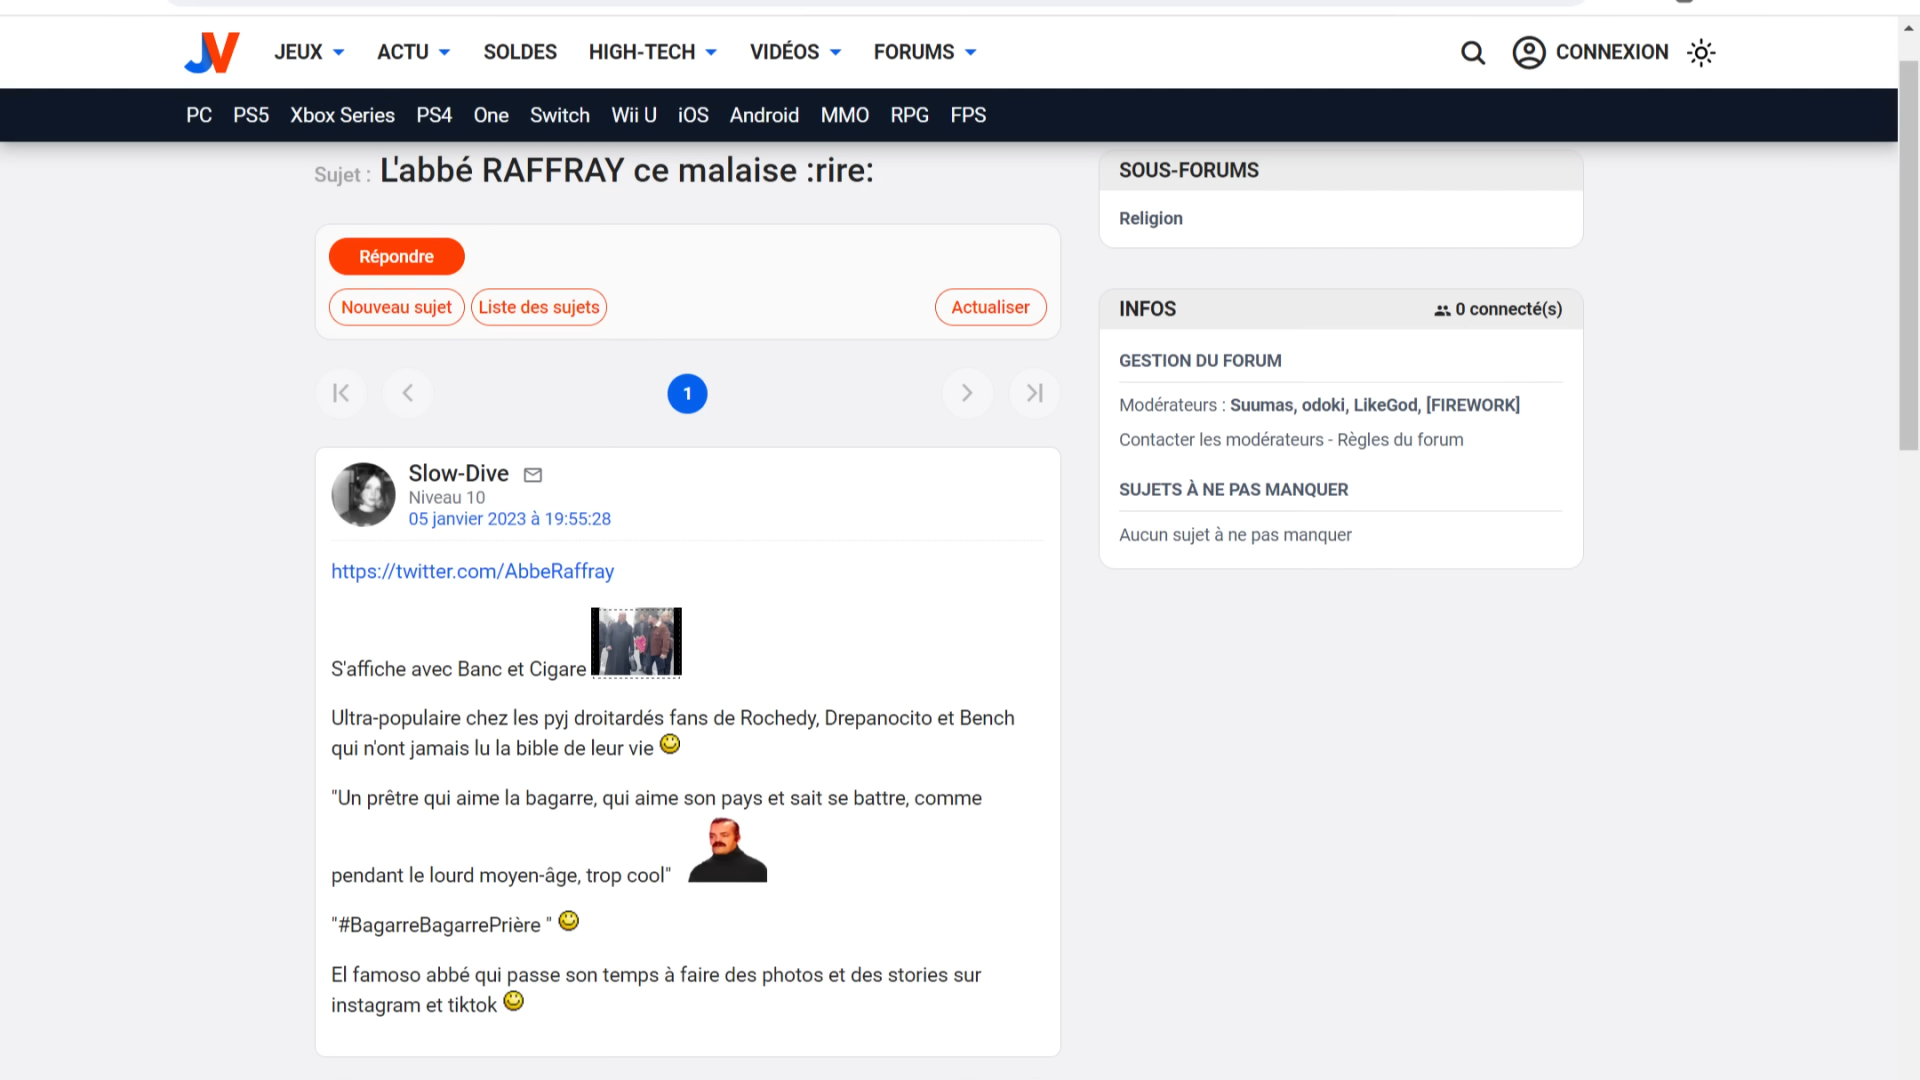 JV JEUX ACTU SOLDES HIGH-TECH VIDÉOS FORUMS CONNEXION
PC PS5 Xbox Series PS4 One Switch Wii U iOS Android MMO RPG FPS
Sujet : L'abbé RAFFRAY ce malaise :rire:
Répondre
Nouveau sujet Liste des sujets Actualiser
1
Slow-Dive
Niveau 10
05 janvier 2023 à 19:55:28
https://twitter.com/AbbeRaffray
S'affiche avec Banc et Cigare
Ultra-populaire chez les pyj droitardés fans de Rochedy, Drepanocito et Bench
qui n'ont jamais lu la bible de leur vie
"Un prêtre qui aime la bagarre, qui aime son pays et sait se battre, comme
pendant le lourd moyen-âge, trop cool"
"#BagarreBagarrePrière "
El famoso abbé qui passe son temps à faire des photos et des stories sur
instagram et tiktok
SOUS-FORUMS
Religion
INFOS 0 connecté(s)
GESTION DU FORUM
Modérateurs : Suumas, odoki, LikeGod, [FIREWORK]
Contacter les modérateurs - Règles du forum
SUJETS À NE PAS MANQUER
Aucun sujet à ne pas manquer